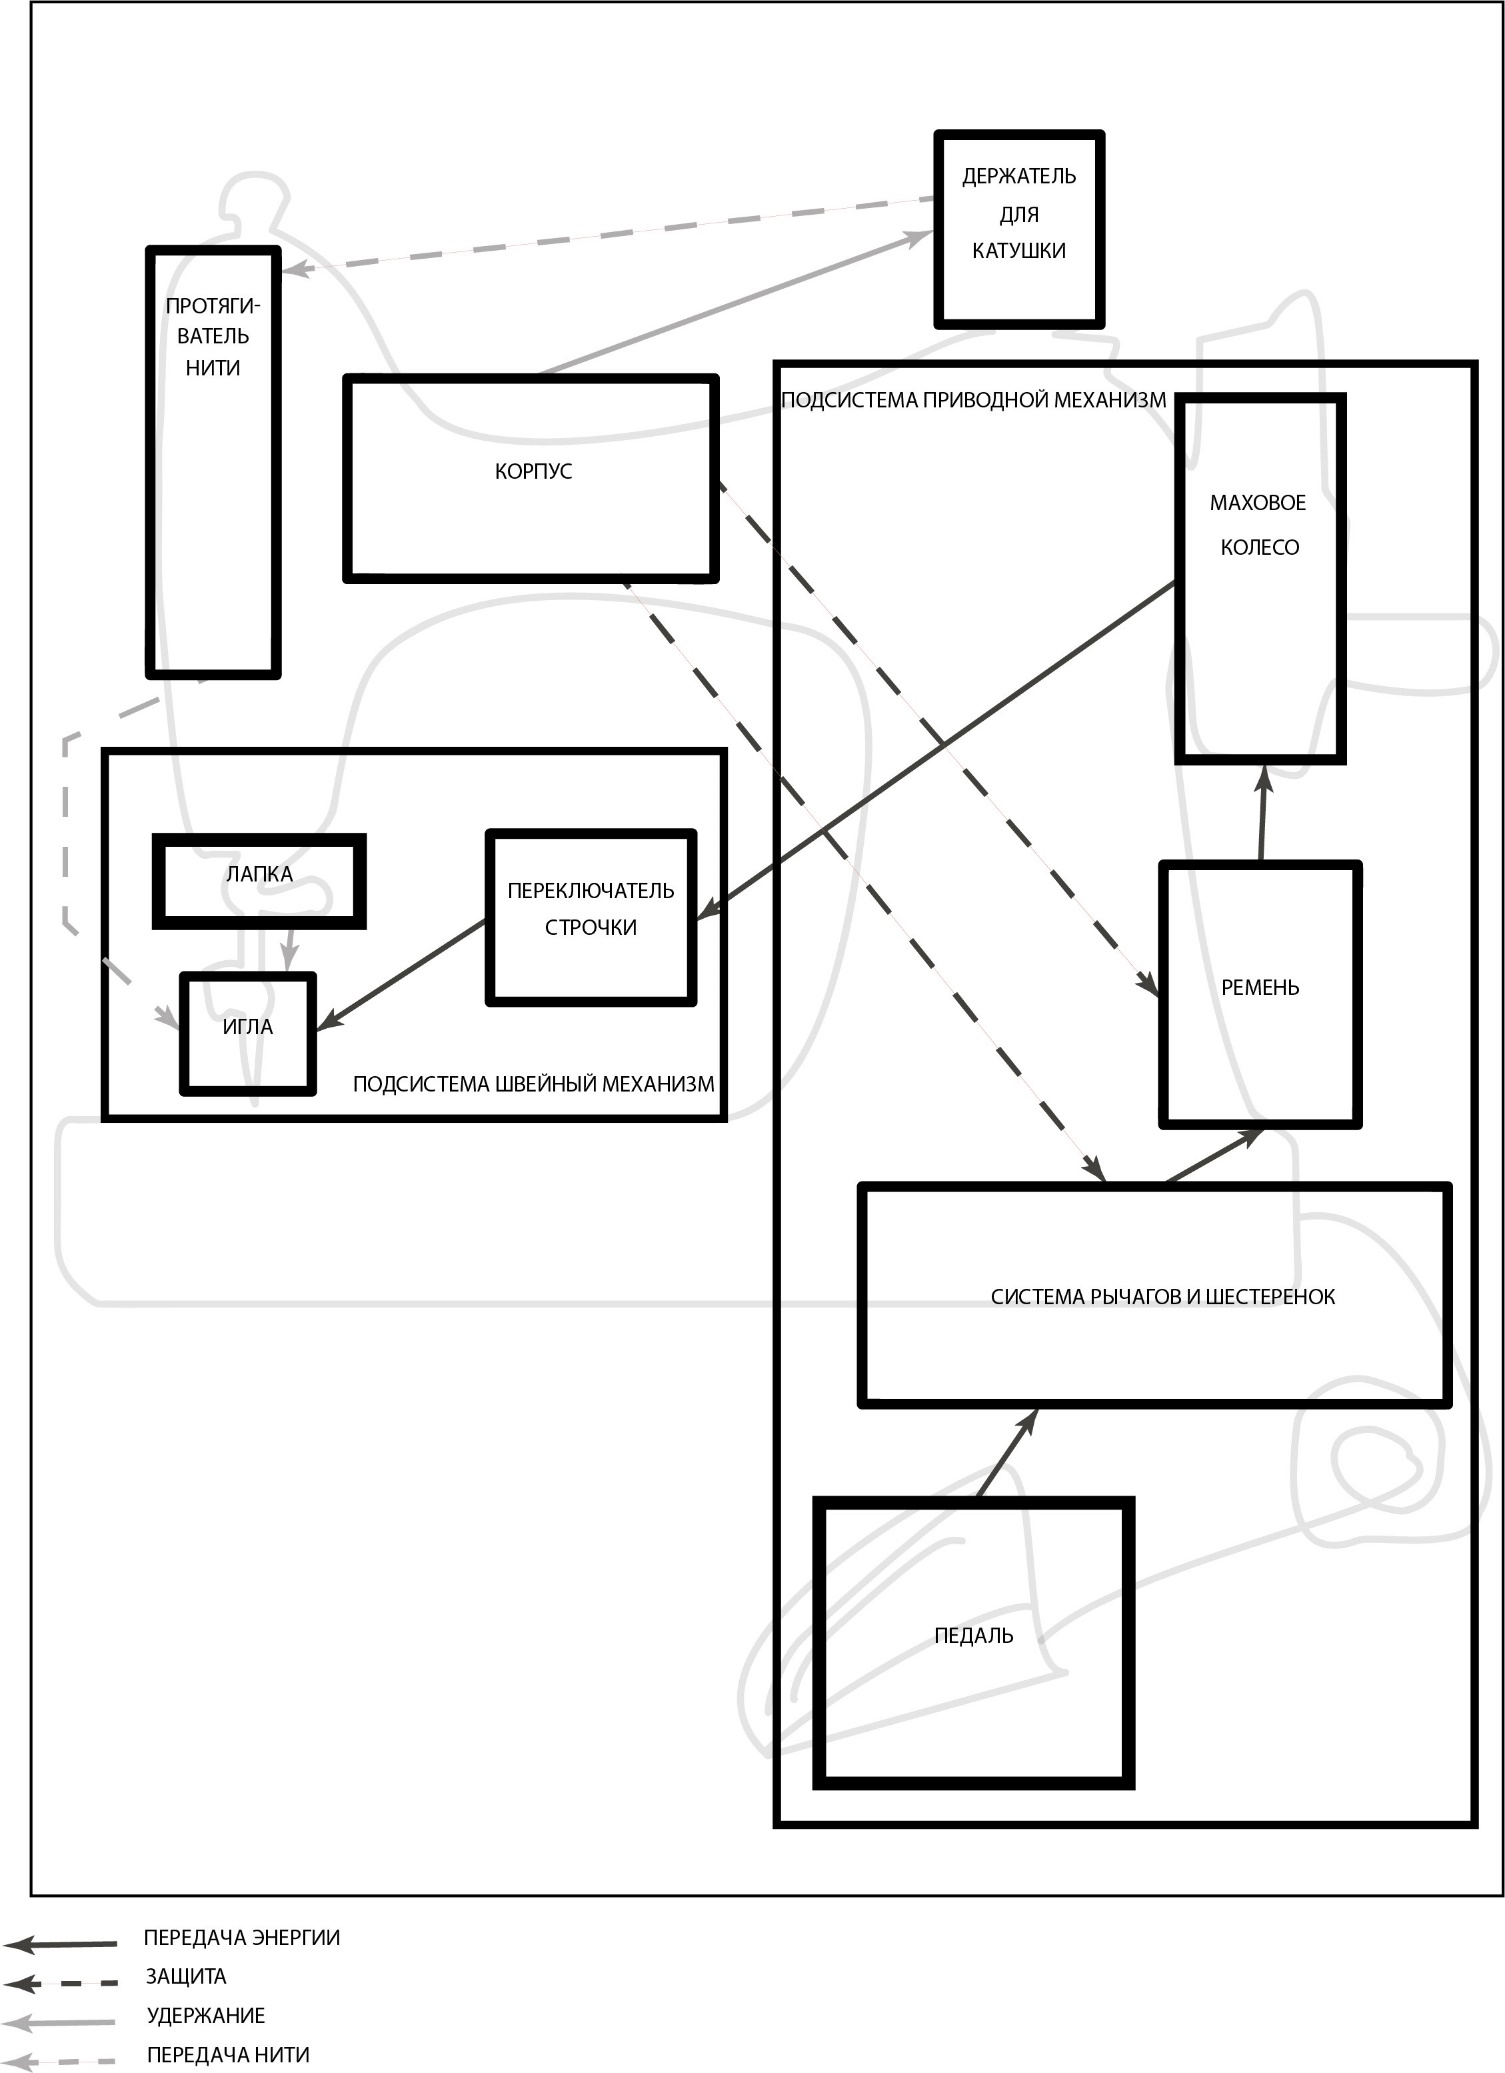 ДЕРЖАТЕЛЬ
ДЛЯ
КАТУШКИ
ПРОТЯГИ-
ВАТЕЛЬ
НИТИ
КОРПУС
ПОДСИСТЕМА ПРИВОДНОЙ МЕХАНИЗМ
МАХОВОЕ
КОЛЕСО
ЛАПКА
ПЕРЕКЛЮЧАТЕЛЬ
СТРОЧКИ
ИГЛА
ПОДСИСТЕМА ШВЕЙНЫЙ МЕХАНИЗМ
РЕМЕНЬ
СИСТЕМА РЫЧАГОВ И ШЕСТЕРЕНОК
ПЕДАЛЬ
ПЕРЕДАЧА ЭНЕРГИИ
ЗАЩИТА
УДЕРЖАНИЕ
ПЕРЕДАЧА НИТИ